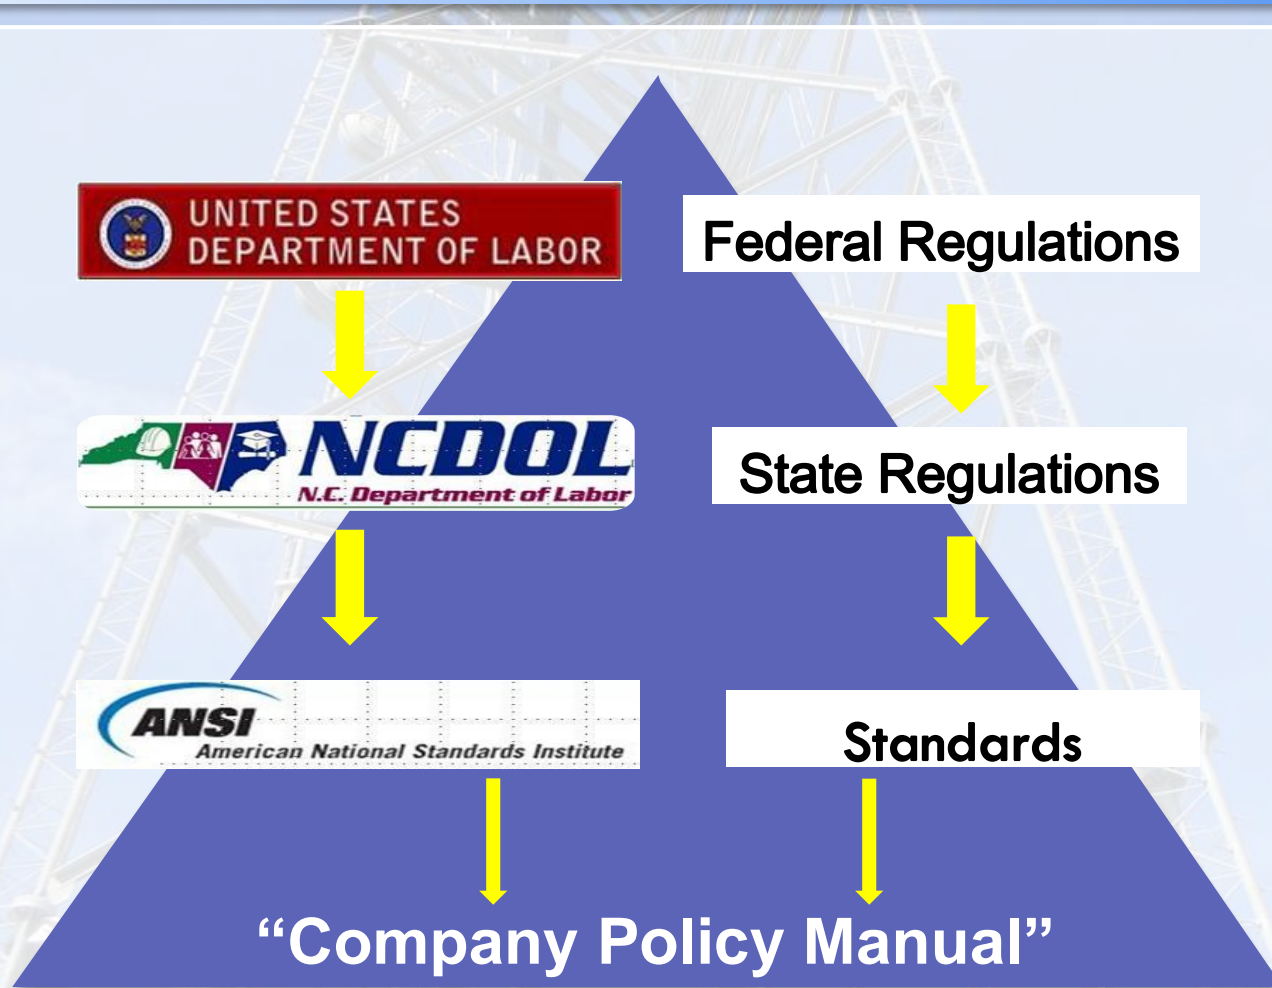 UNITED STATES
DEPARTMENT OF LABOR
Federal Regulations
NCDOL
N.C. Department of Labor
State Regulations
ANSI
American National Standards Institute
Standards
“Company Policy Manual”